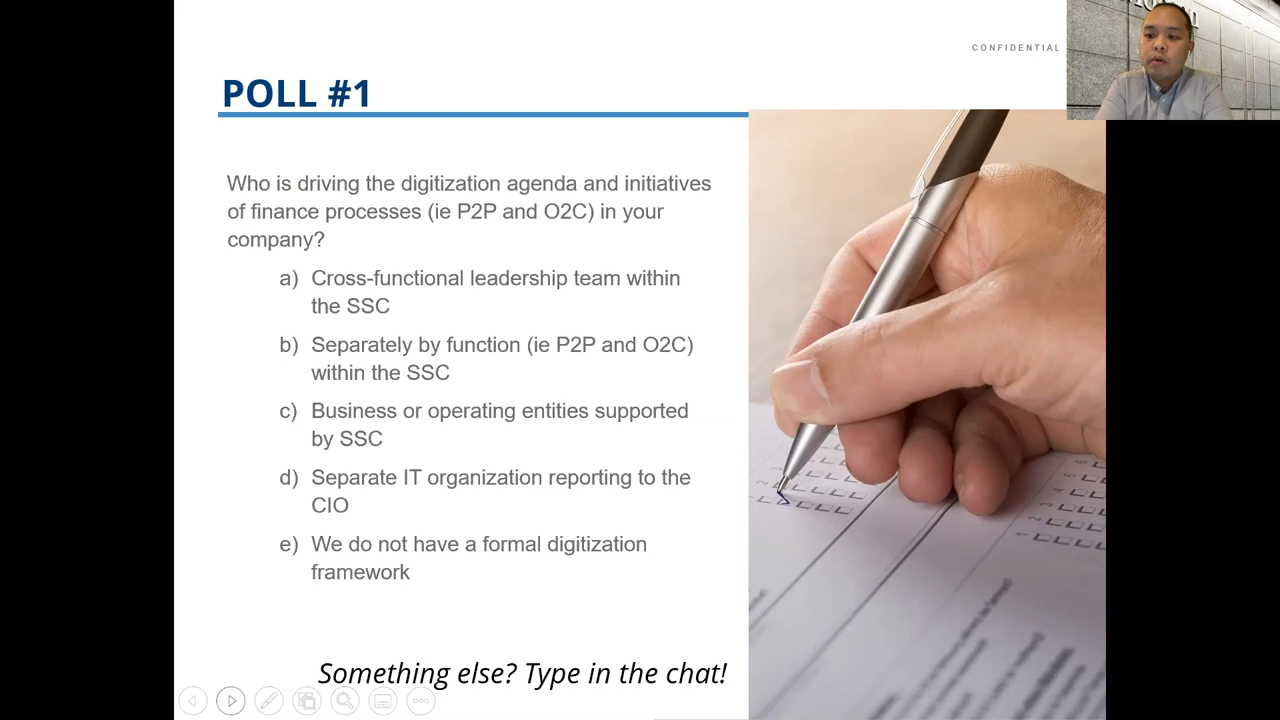 CONFIDENTIAL
POLL #1
Who is driving the digitization agenda and initiatives
of finance processes (ie P2P and O2C) in your
company?
a) Cross-functional leadership team within
the SSC
b) Separately by function (ie P2P and O2C)
within the SSC
c) Business or operating entities supported
by SSC
d) Separate IT organization reporting to the
CIO
e) We do not have a formal digitization
framework
Something else? Type in the chat!